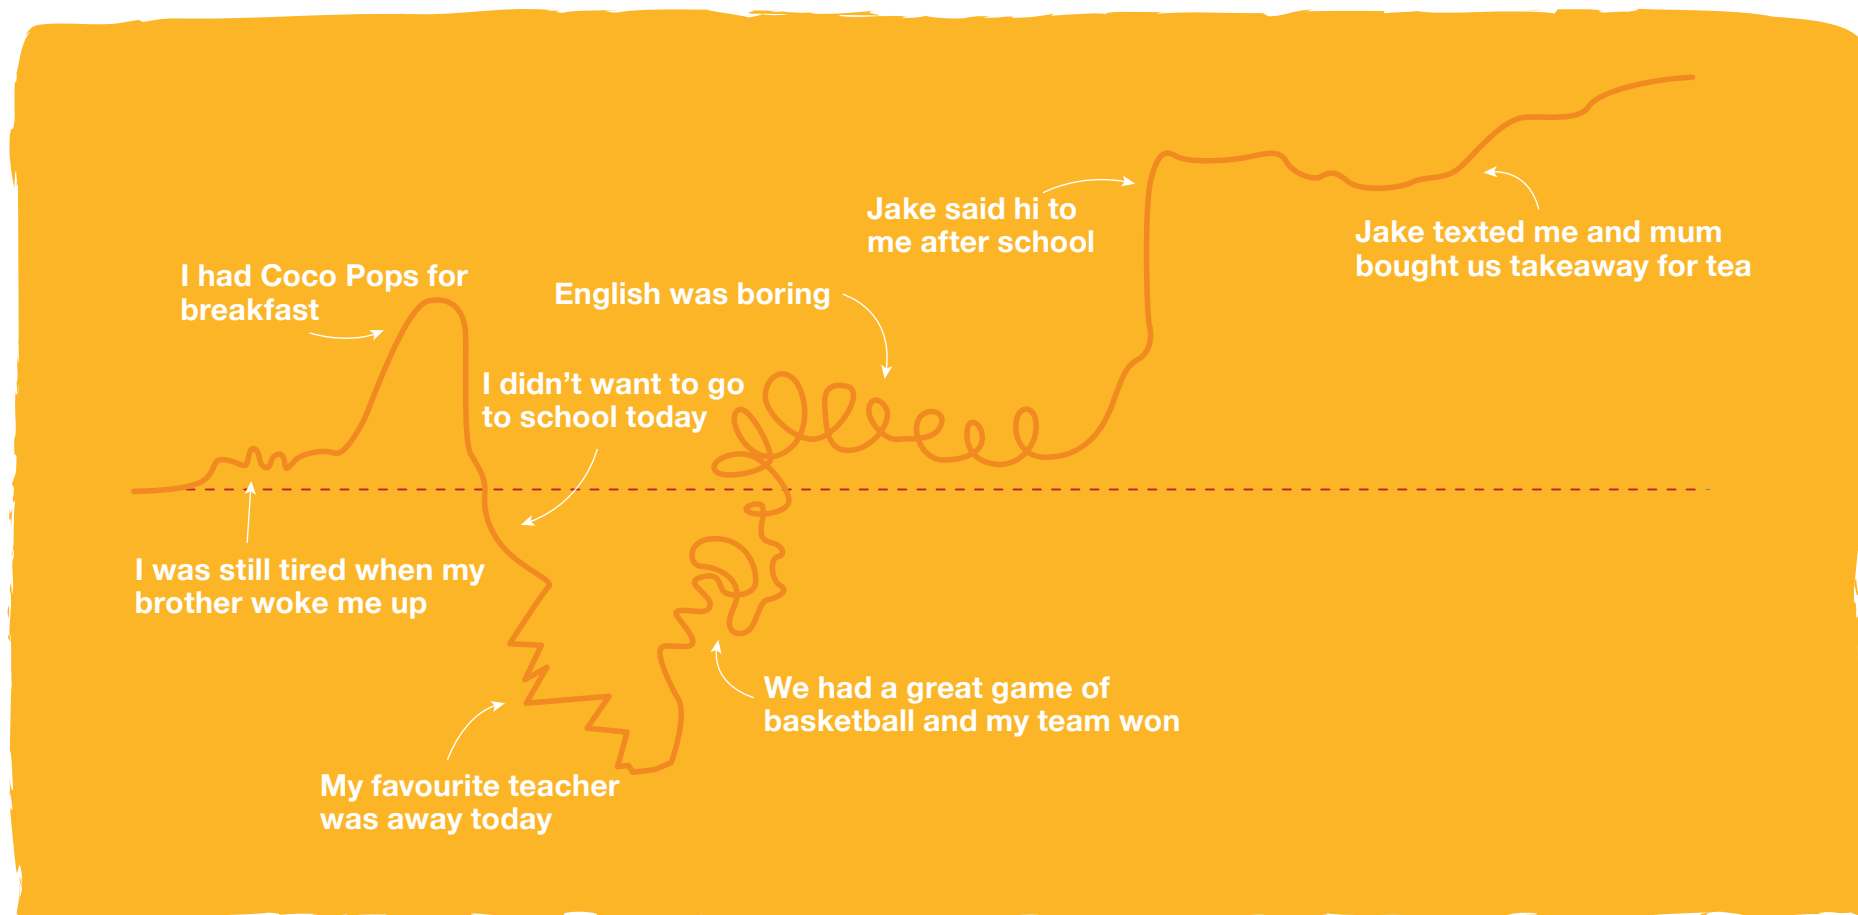 I had Coco Pops for
breakfast
I was still tired when my
brother woke me up
I didn't want to go
to school today
My favourite teacher
was away today
We had a great game of
basketball and my team won
English was boring
Jake said hi to
me after school
Jake texted me and mum
bought us takeaway for tea